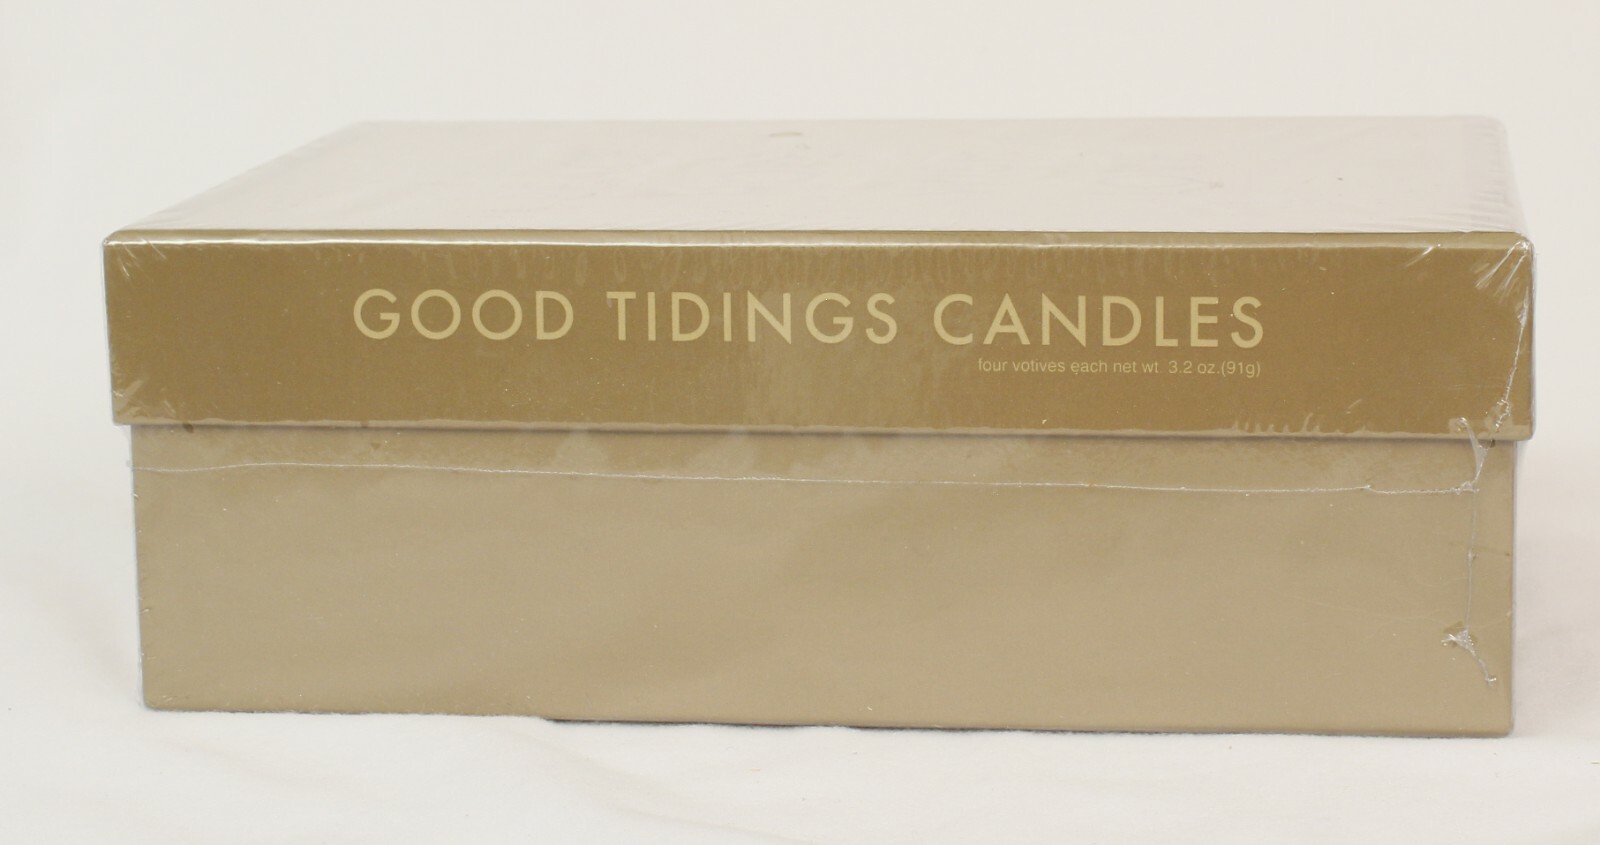 GOOD TIDINGS CANDLES
four votives each net wt. 3.2 oz.(91g)